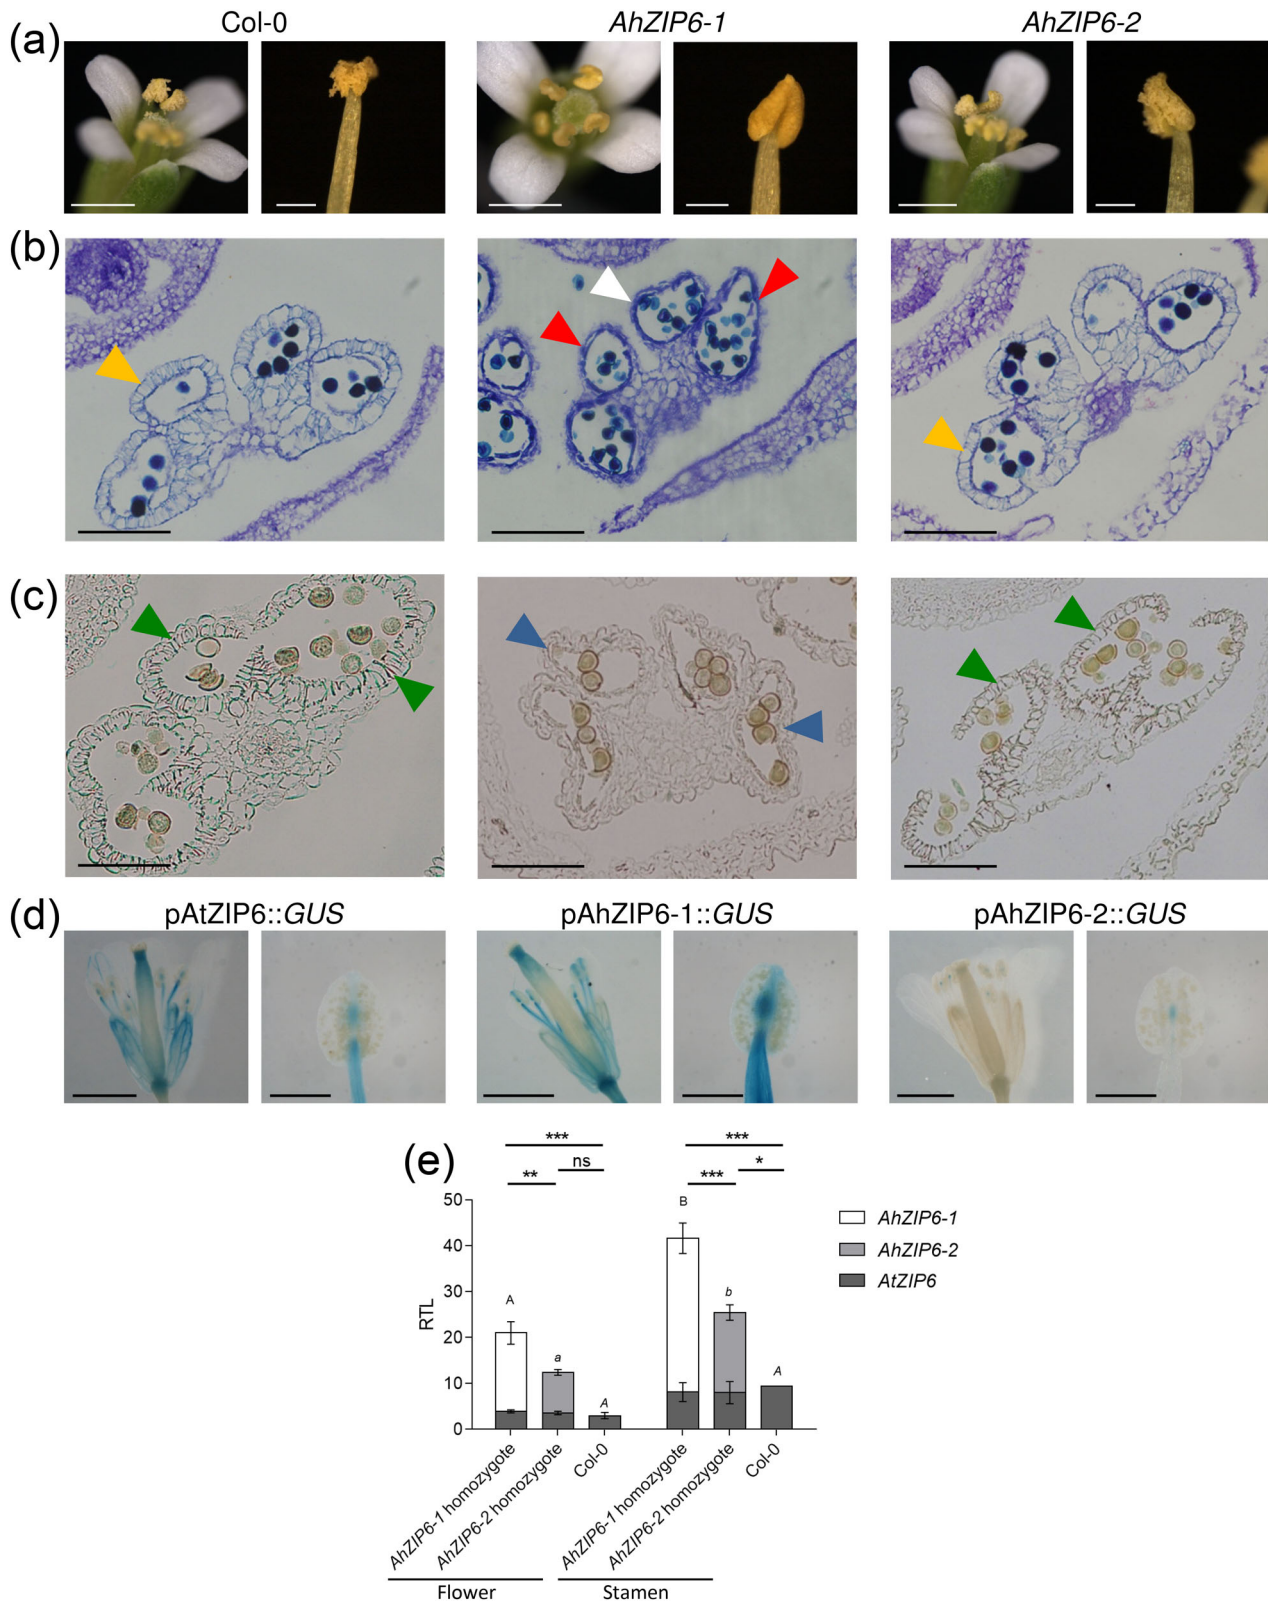 (a) Col-0 AhZIP6-1 AhZIP6-2
(b)
(c)
(d) pAtZIP6::GUS pAhZIP6-1::GUS pAhZIP6-2::GUS
(e)
*** ***
** ns *** *
50
40
30
20
10
0
RTL
A
a
A
B
b
A
AhZIP6-1
AhZIP6-2
AtZIP6
AhZIP6-1 homozygote
AhZIP6-2 homozygote
Col-0
AhZIP6-1 homozygote
AhZIP6-2 homozygote
Col-0
Flower Stamen